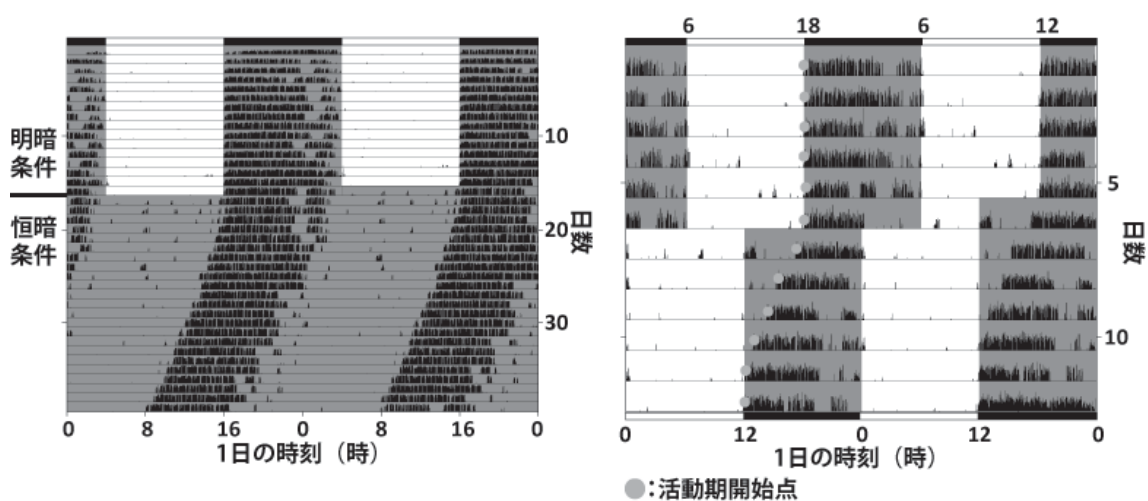 明暗
条件
恒暗
条件
10
20
30
日数
0 8 16 0 8 16 0
1日の時刻（時）
6 18 6 12
5
10
日数
0 12 0 12 0
1日の時刻（時）
：活動期開始点